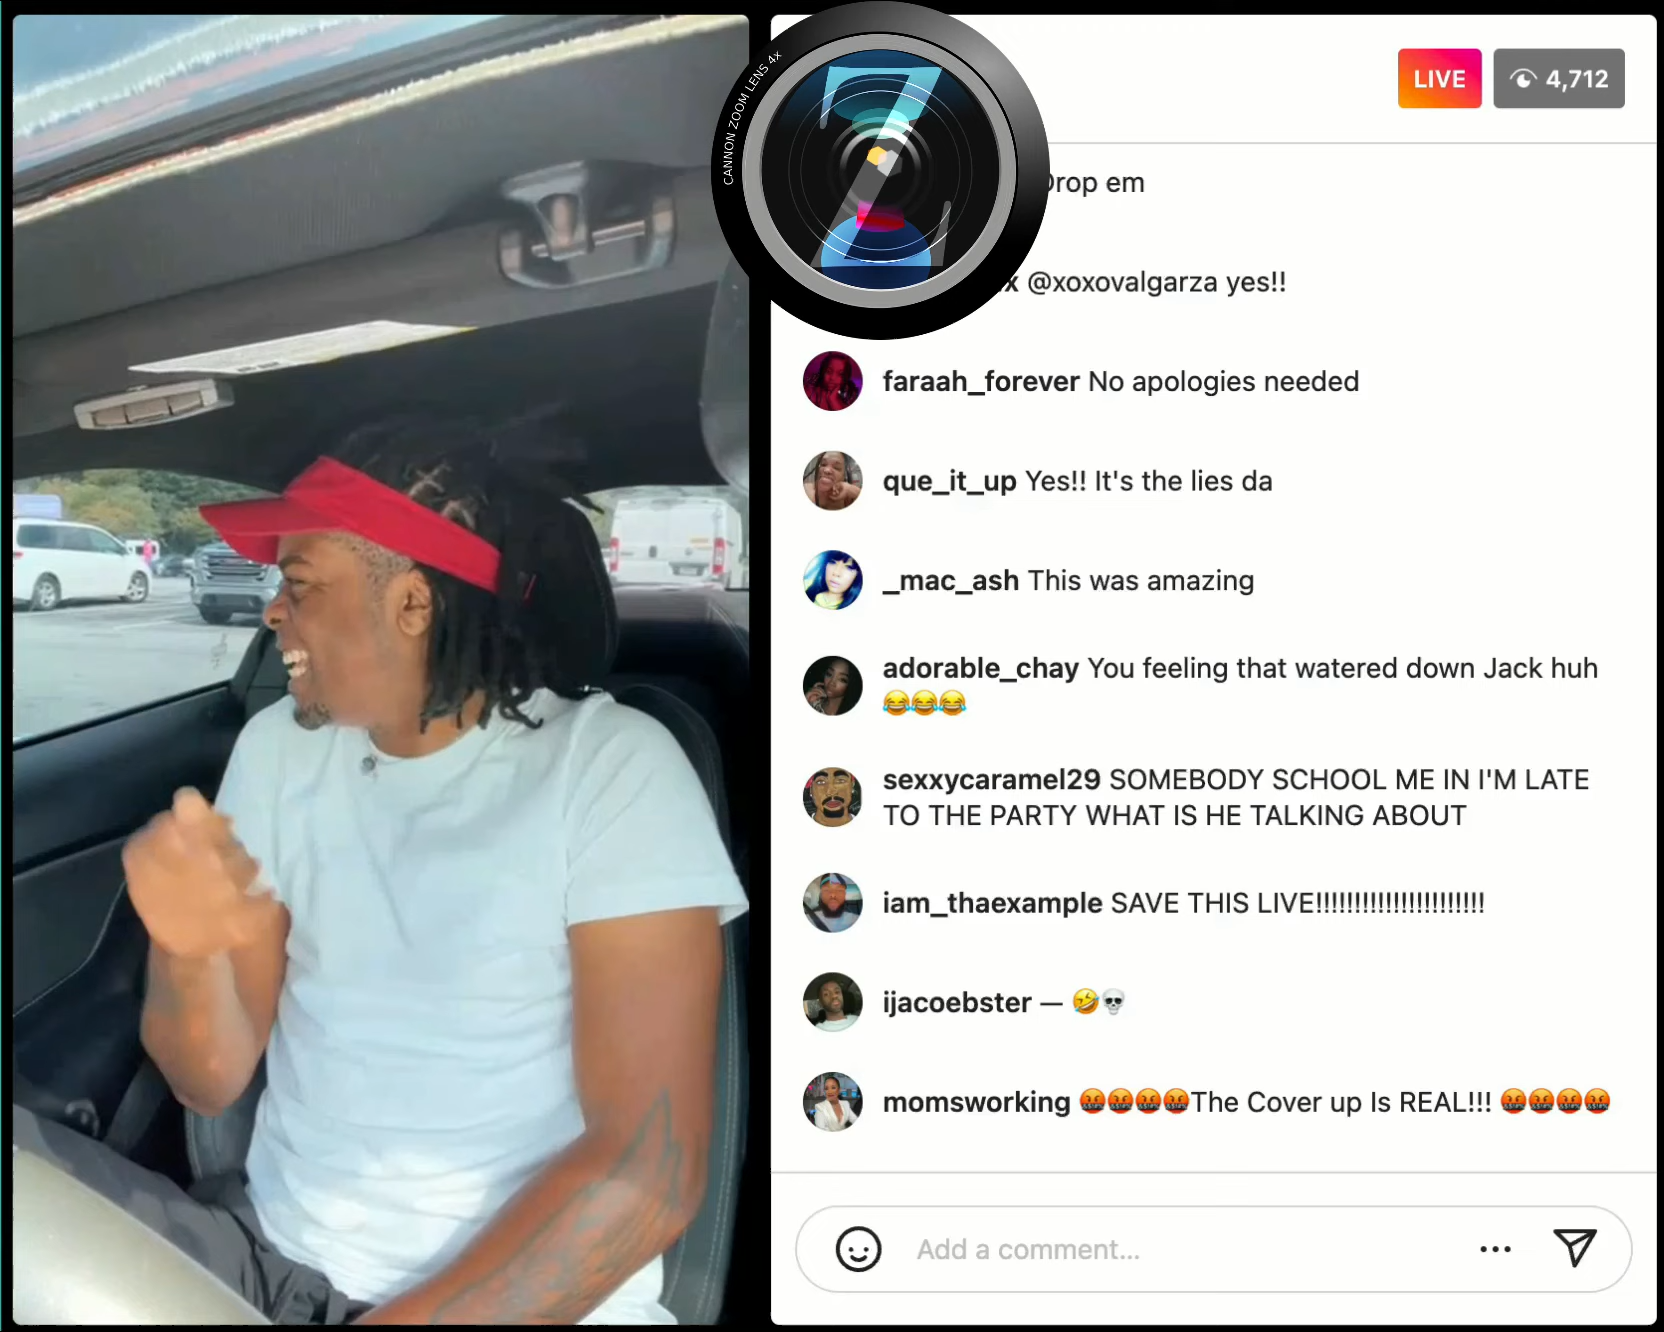 CANNON ZOOM LENS 4x
Z
LIVE 4,712
Drop em
x @xoxovalgarza yes!!
faraah_forever No apologies needed
que_it_up Yes!! It's the lies da
_mac_ash This was amazing
adorable_chay You feeling that watered down Jack huh
😂😂😂
sexxycaramel29 SOMEBODY SCHOOL ME IN I'M LATE
TO THE PARTY WHAT IS HE TALKING ABOUT
iam_thaexample SAVE THIS LIVE!!!!!!!!!!!!!!!!!!!!!!
ijacoebster — 🤣💀
momsworking 🤬🤬🤬🤬The Cover up Is REAL!!! 🤬🤬🤬🤬
Add a comment...